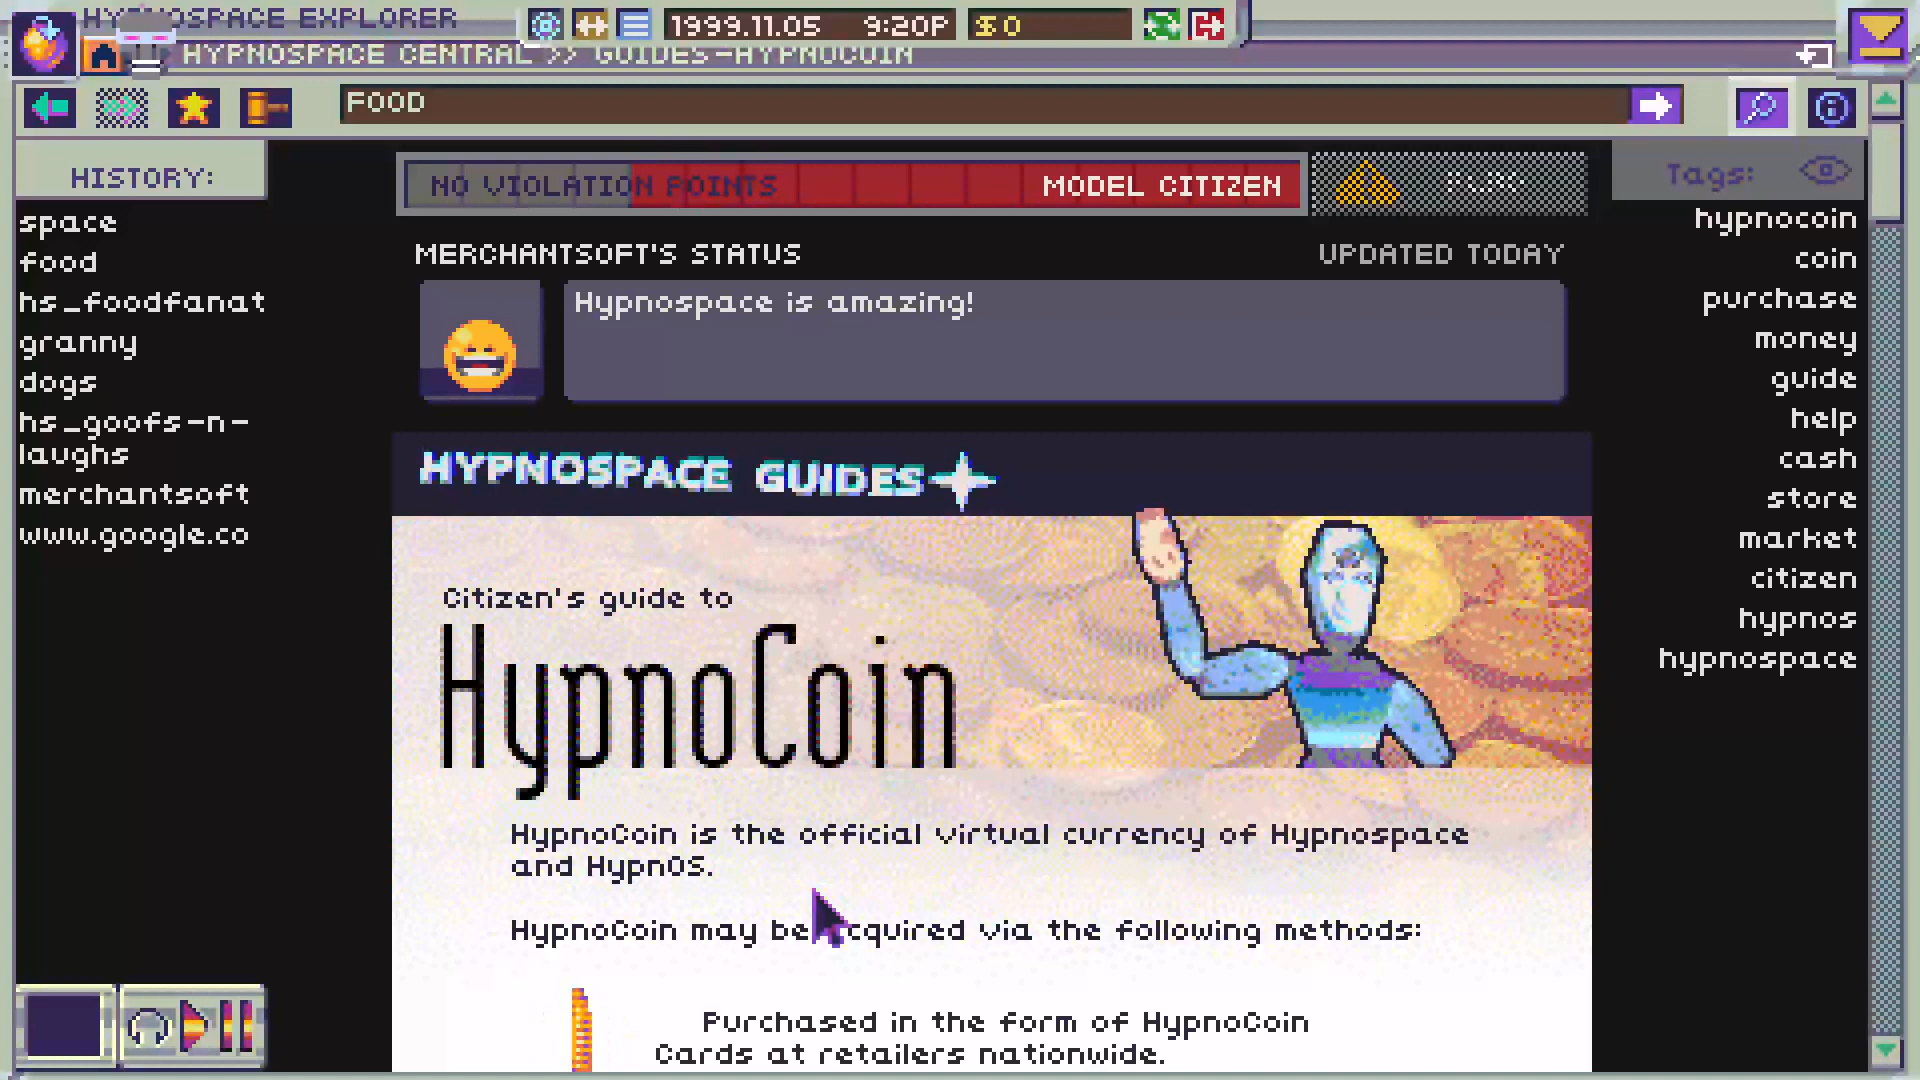 HYPNOSPACE EXPLORER
1999.11.05 9:20P
0
HYPNOSPACE CENTRAL >> GUIDES-HYPNOCOIN
FOOD
HISTORY:
space
food
hs_foodfanat
granny
dogs
hs_goofs-n-
laughs
merchantsoft
www.google.co
NO VIOLATION POINTS
MODEL CITIZEN
MERCHANTSOFT'S STATUS
UPDATED TODAY
Hypnospace is amazing!
HYPNOSPACE GUIDES
Citizen's guide to
HypnoCoin
HypnoCoin is the official virtual currency of Hypnospace
and HypnOS.
HypnoCoin may be acquired via the following methods:
Purchased in the form of HypnoCoin
Cards at retailers nationwide.
Tags:
hypnocoin
coin
purchase
money
guide
help
cash
store
market
citizen
hypnos
hypnospace